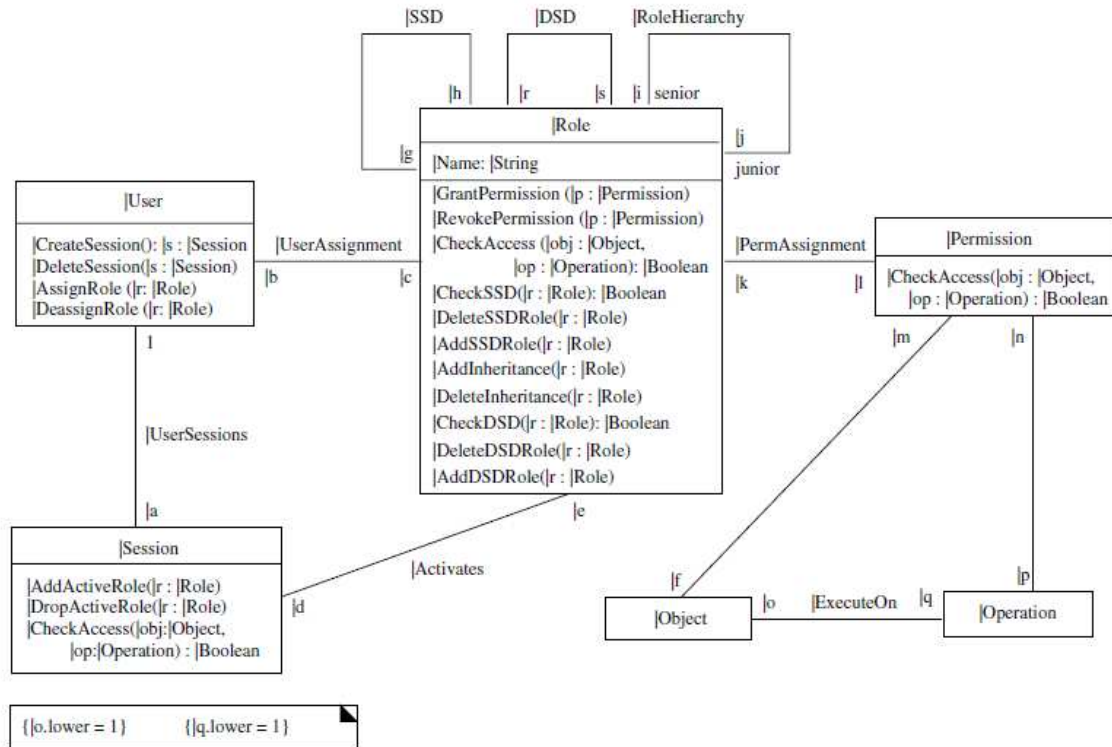 |SSD
|DSD
|RoleHierarchy
|h
|r
|s
|i
senior
|g
|j
junior
|Role
|Name: |String
|GrantPermission (|p : |Permission)
|RevokePermission (|p : |Permission)
|CheckAccess (|obj : |Object,
|op : |Operation): |Boolean
|CheckSSD(|r : |Role): |Boolean
|DeleteSSDRole(|r : |Role)
|AddSSDRole(|r : |Role)
|AddInheritance(|r : |Role)
|DeleteInheritance(|r : |Role)
|CheckDSD(|r : |Role): |Boolean
|DeleteDSDRole(|r : |Role)
|AddDSDRole(|r : |Role)
|User
|CreateSession(): |s : |Session
|DeleteSession(|s : |Session)
|AssignRole (|r: |Role)
|DeassignRole (|r: |Role)
|UserAssignment
|b
|c
|PermAssignment
|k
|l
|Permission
|CheckAccess(|obj : |Object,
|op : |Operation) : |Boolean
1
|UserSessions
|a
|m
|n
|e
|Activates
|d
|Session
|AddActiveRole(|r : |Role)
|DropActiveRole(|r : |Role)
|CheckAccess(|obj:|Object,
|op:|Operation) : |Boolean
|f
|p
|Object
|o
|ExecuteOn
|q
|Operation
{|o.lower = 1} {|q.lower = 1}